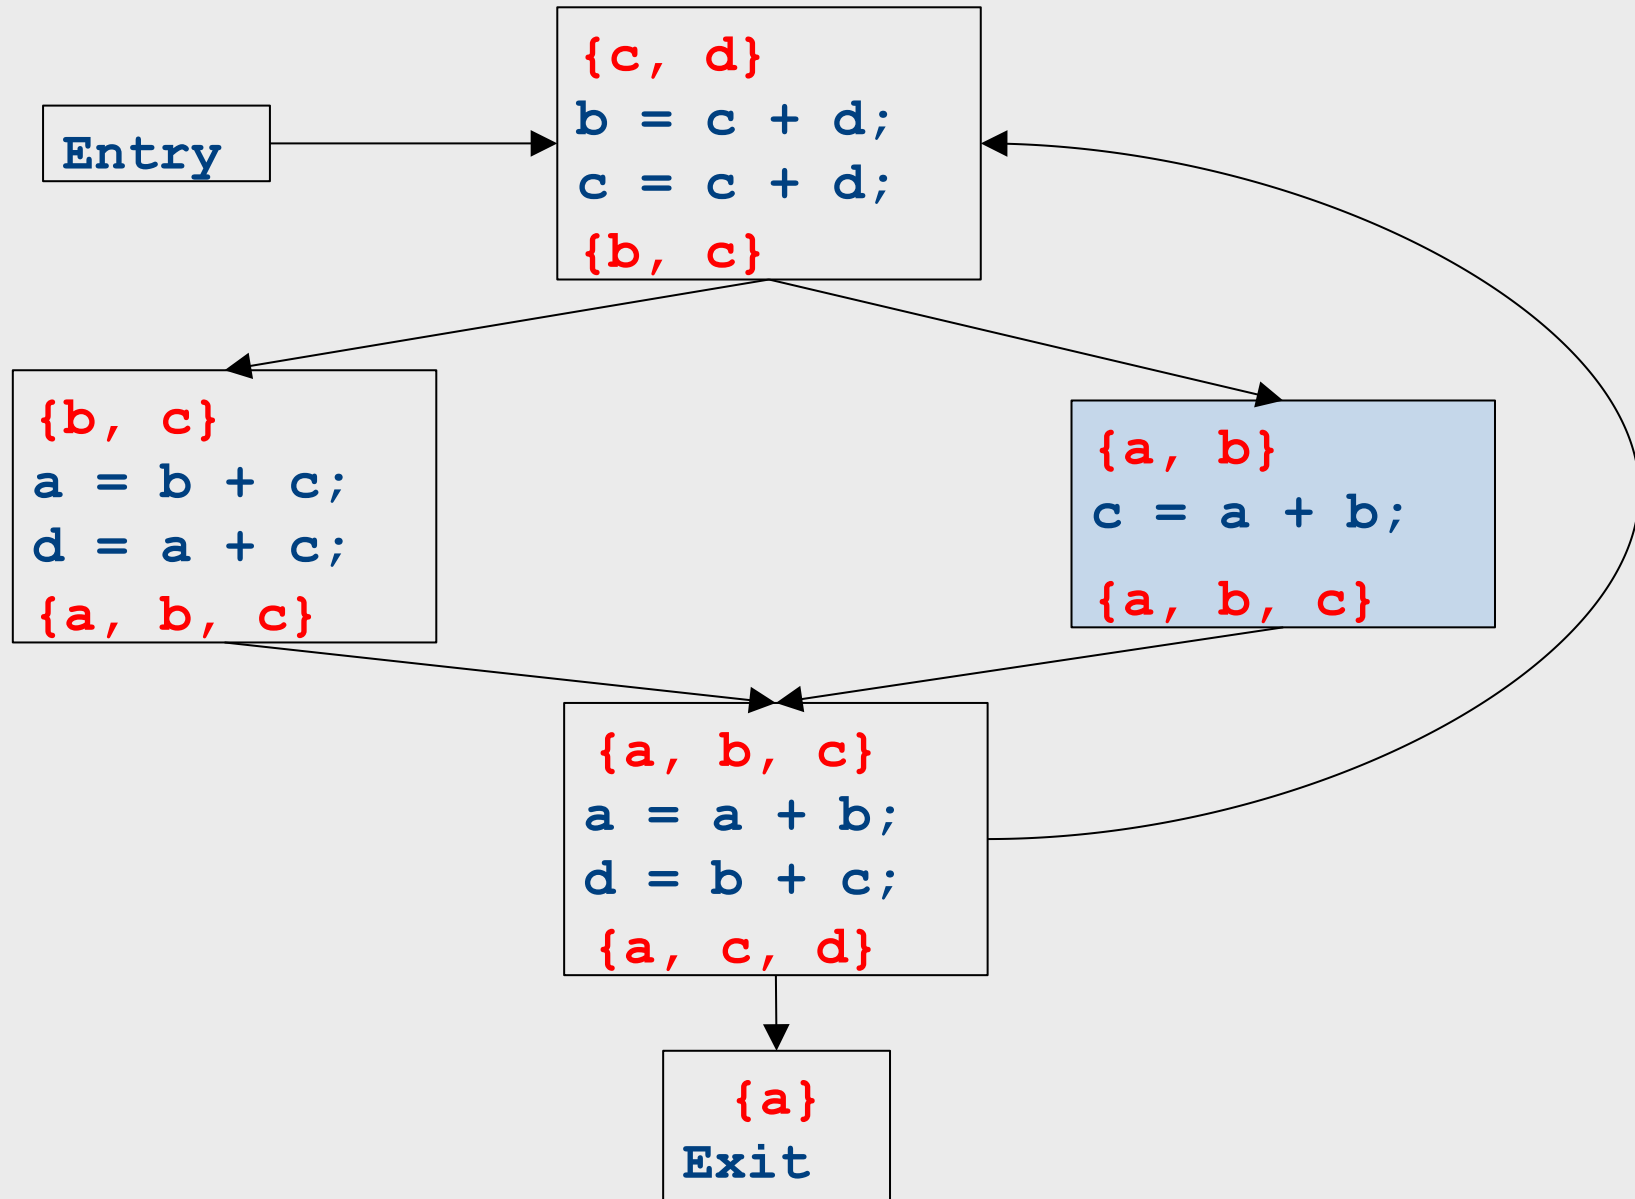 {c, d}
b = c + d;
c = c + d;
{b, c}
Entry
{b, c}
a = b + c;
d = a + c;
{a, b, c}
{a, b}
c = a + b;
{a, b, c}
{a, b, c}
a = a + b;
d = b + c;
{a, c, d}
{a}
Exit